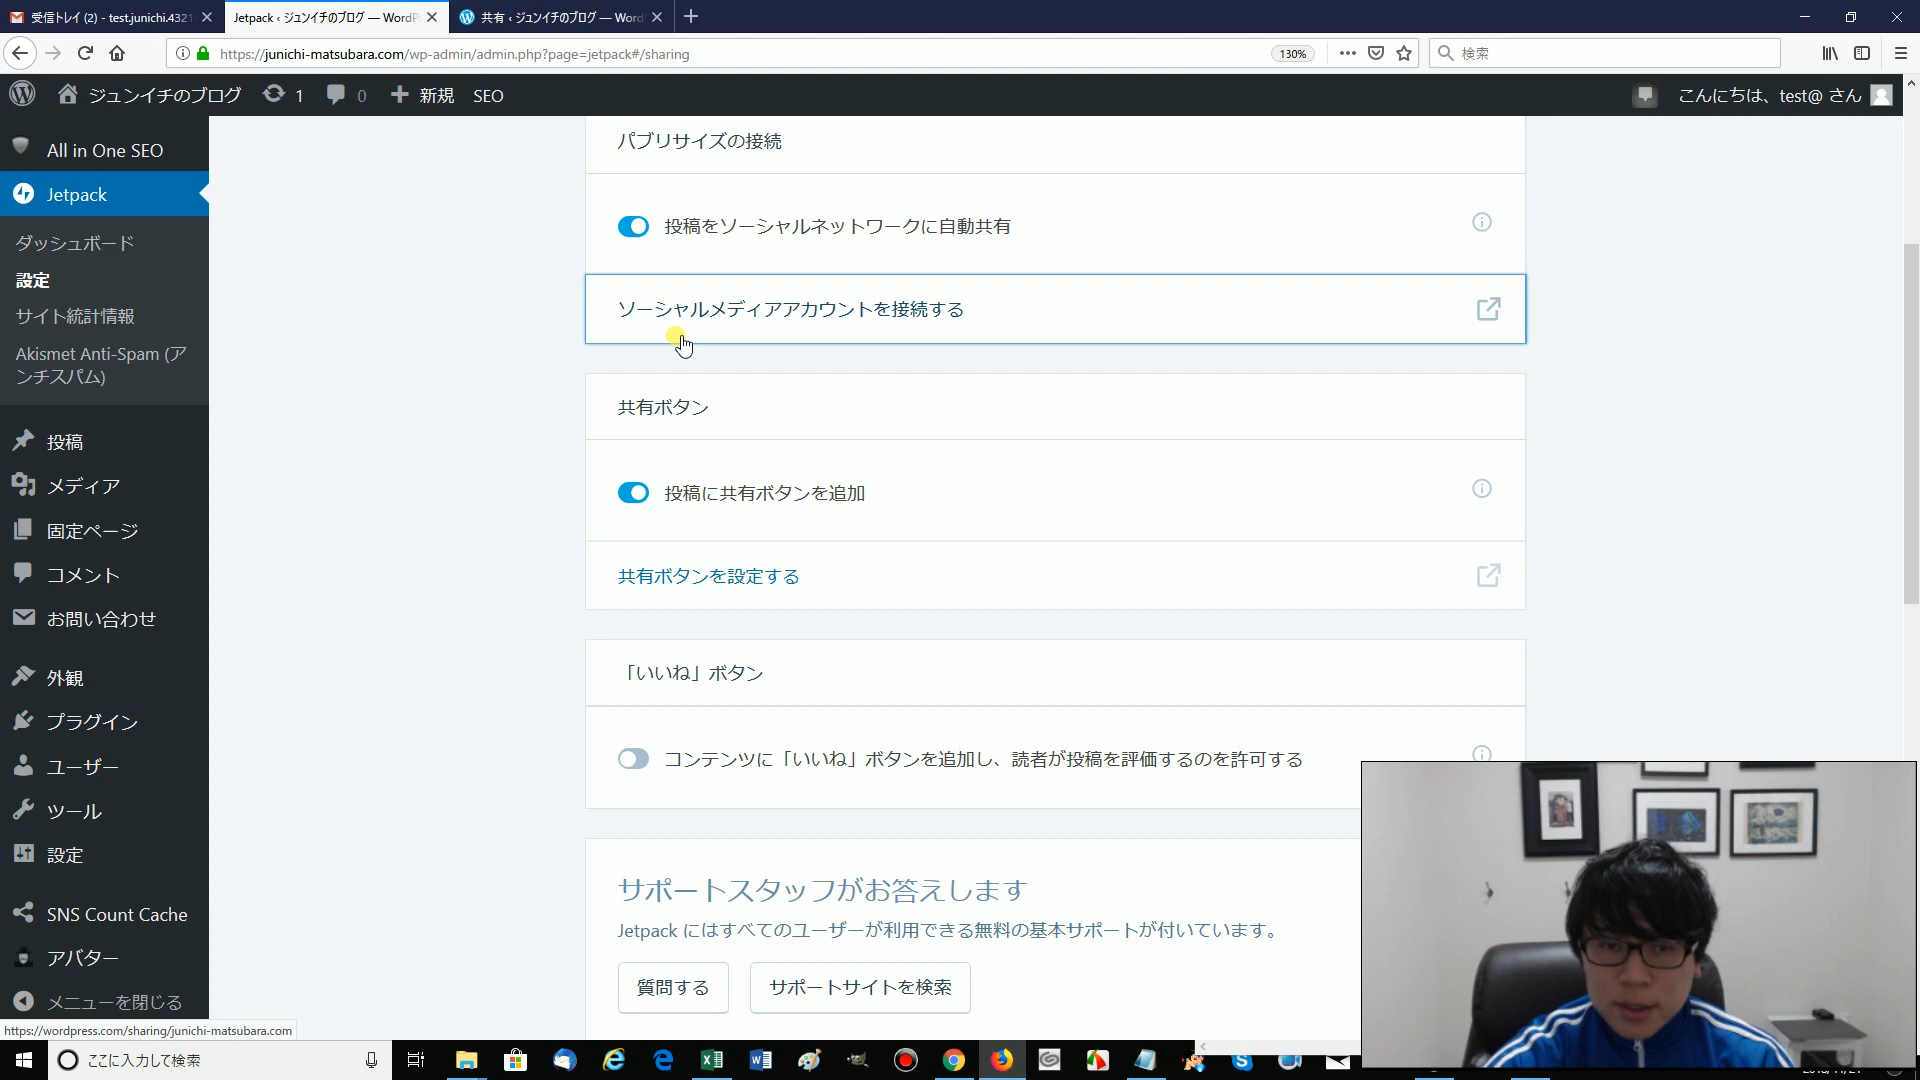 受信トレイ (2) - test.junichi.4321
Jetpack ‹ ジュンイチのブログ — WordP
共有 ‹ ジュンイチのブログ — Word
https://junichi-matsubara.com/wp-admin/admin.php?page=jetpack#/sharing
130%
検索
ジュンイチのブログ
1
0
新規
SEO
こんにちは、test@ さん
All in One SEO
Jetpack
ダッシュボード
設定
サイト統計情報
Akismet Anti-Spam (ア
ンチスパム)
投稿
メディア
固定ページ
コメント
お問い合わせ
外観
プラグイン
ユーザー
ツール
設定
SNS Count Cache
アバター
メニューを閉じる
パブリサイズの接続
投稿をソーシャルネットワークに自動共有
ソーシャルメディアアカウントを接続する
共有ボタン
投稿に共有ボタンを追加
共有ボタンを設定する
「いいね」ボタン
コンテンツに「いいね」ボタンを追加し、読者が投稿を評価するのを許可する
サポートスタッフがお答えします
Jetpack にはすべてのユーザーが利用できる無料の基本サポートが付いています。
質問する
サポートサイトを検索
https://wordpress.com/sharing/junichi-matsubara.com
ここに入力して検索